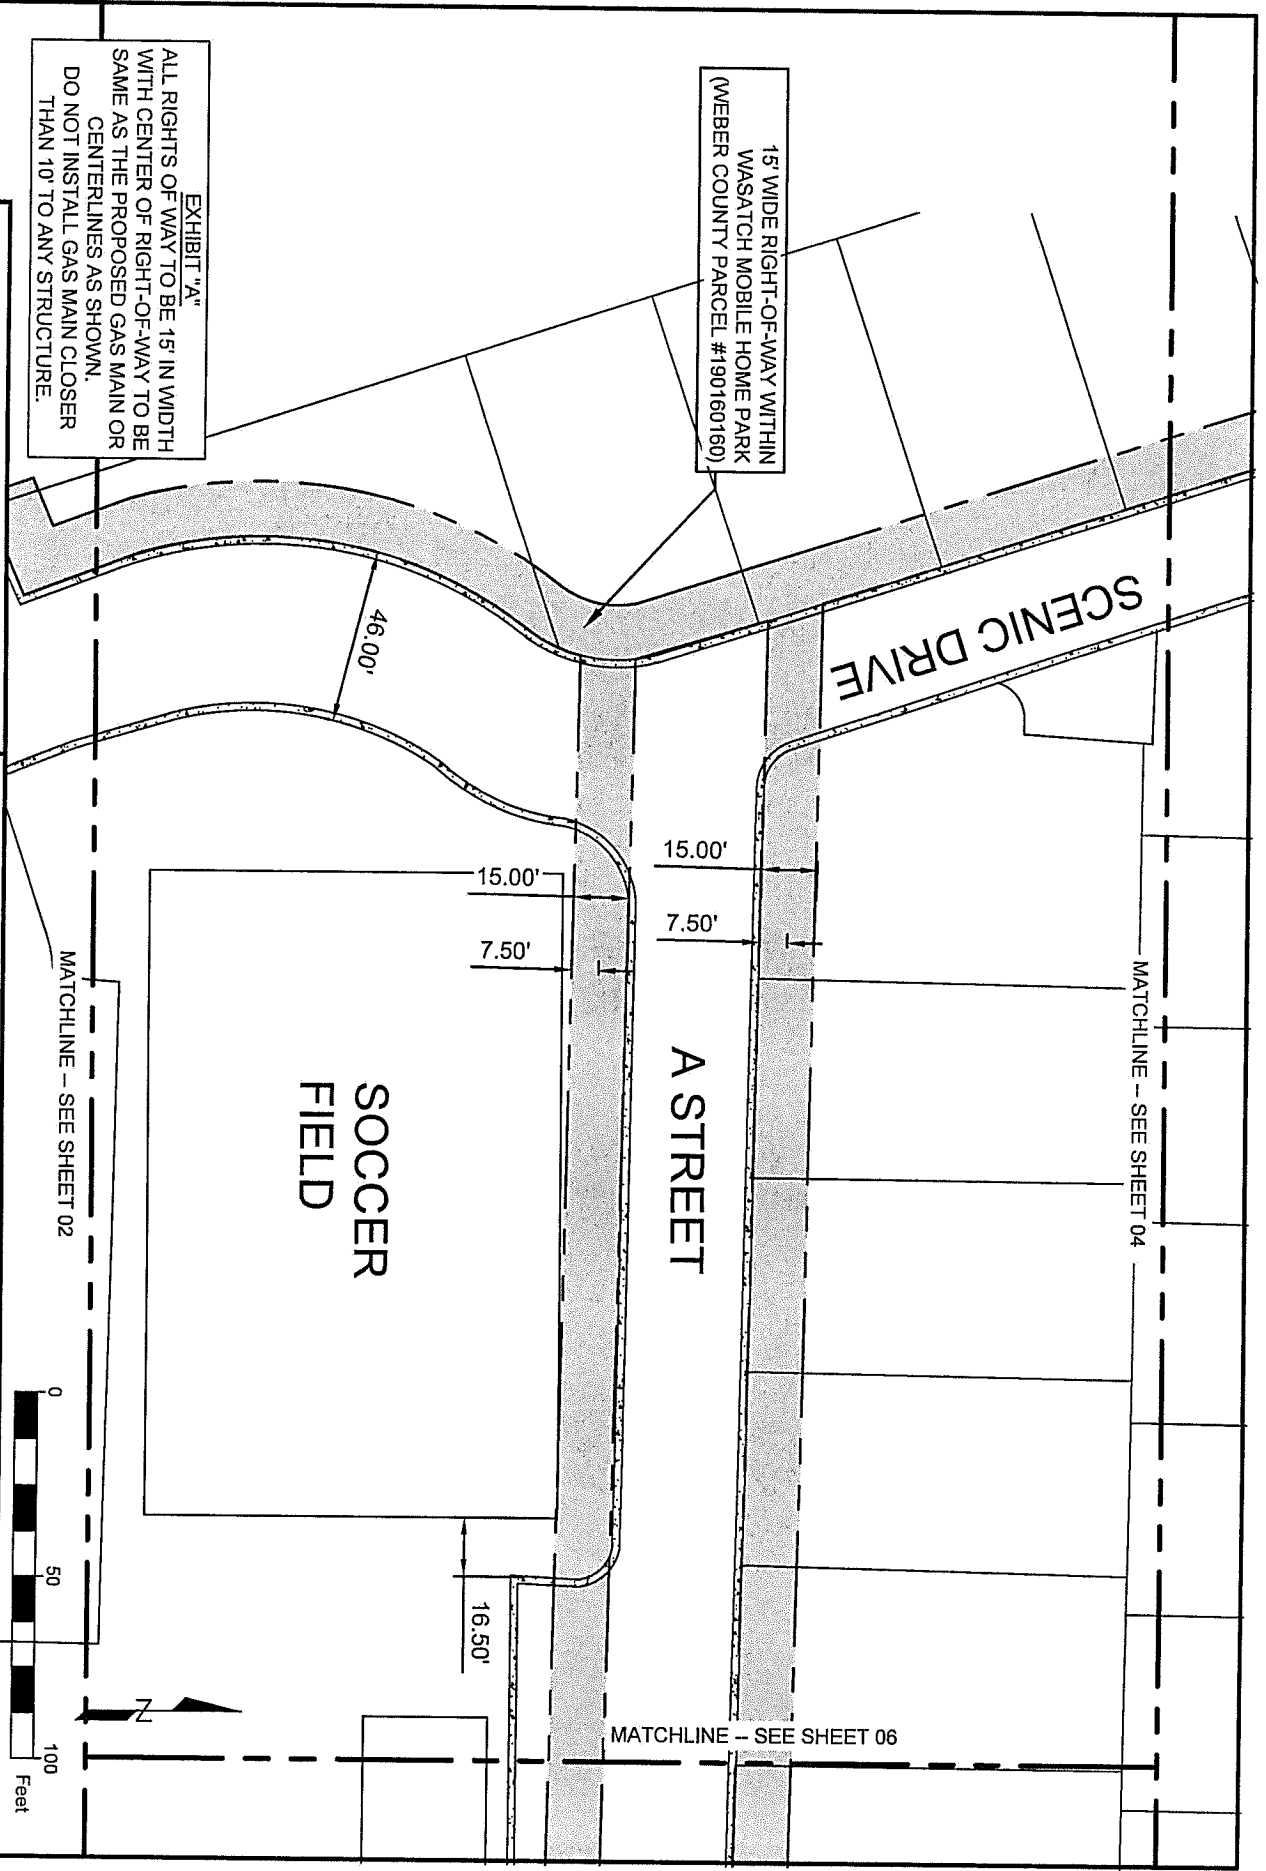 EXHIBIT "A"
ALL RIGHTS OF WAY TO BE 15' IN WIDTH
WITH CENTER OF RIGHT-OF-WAY TO BE
SAME AS THE PROPOSED GAS MAIN OR
CENTERLINES AS SHOWN.
DO NOT INSTALL GAS MAIN CLOSER
THAN 10' TO ANY STRUCTURE.
15' WIDE RIGHT-OF-WAY WITHIN
WASATCH MOBILE HOME PARK
(WEBER COUNTY PARCEL #190160160)
SCENIC DRIVE
46.00'
15.00'
7.50'
15.00'
7.50'
A STREET
SOCCER
FIELD
16.50'
MATCHLINE -- SEE SHEET 04
MATCHLINE -- SEE SHEET 02
MATCHLINE -- SEE SHEET 06
N
0
50
100
Feet